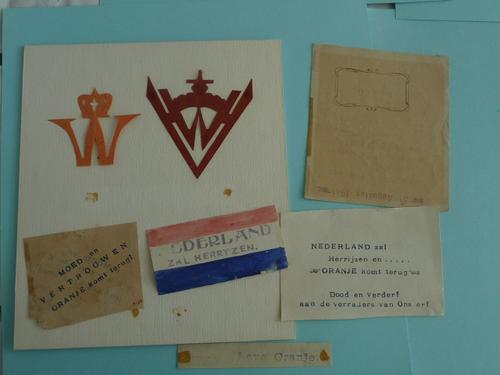 W
W
MOED en
VERTROUWEN
ORANJE komt terug!
NEDERLAND
ZAL HERRYZEN.
NEDERLAND zal
Herrijzen en.....
ORANJE komt terug
Dood en verderf
aan de verraders van Ons erf
Leve Oranje.